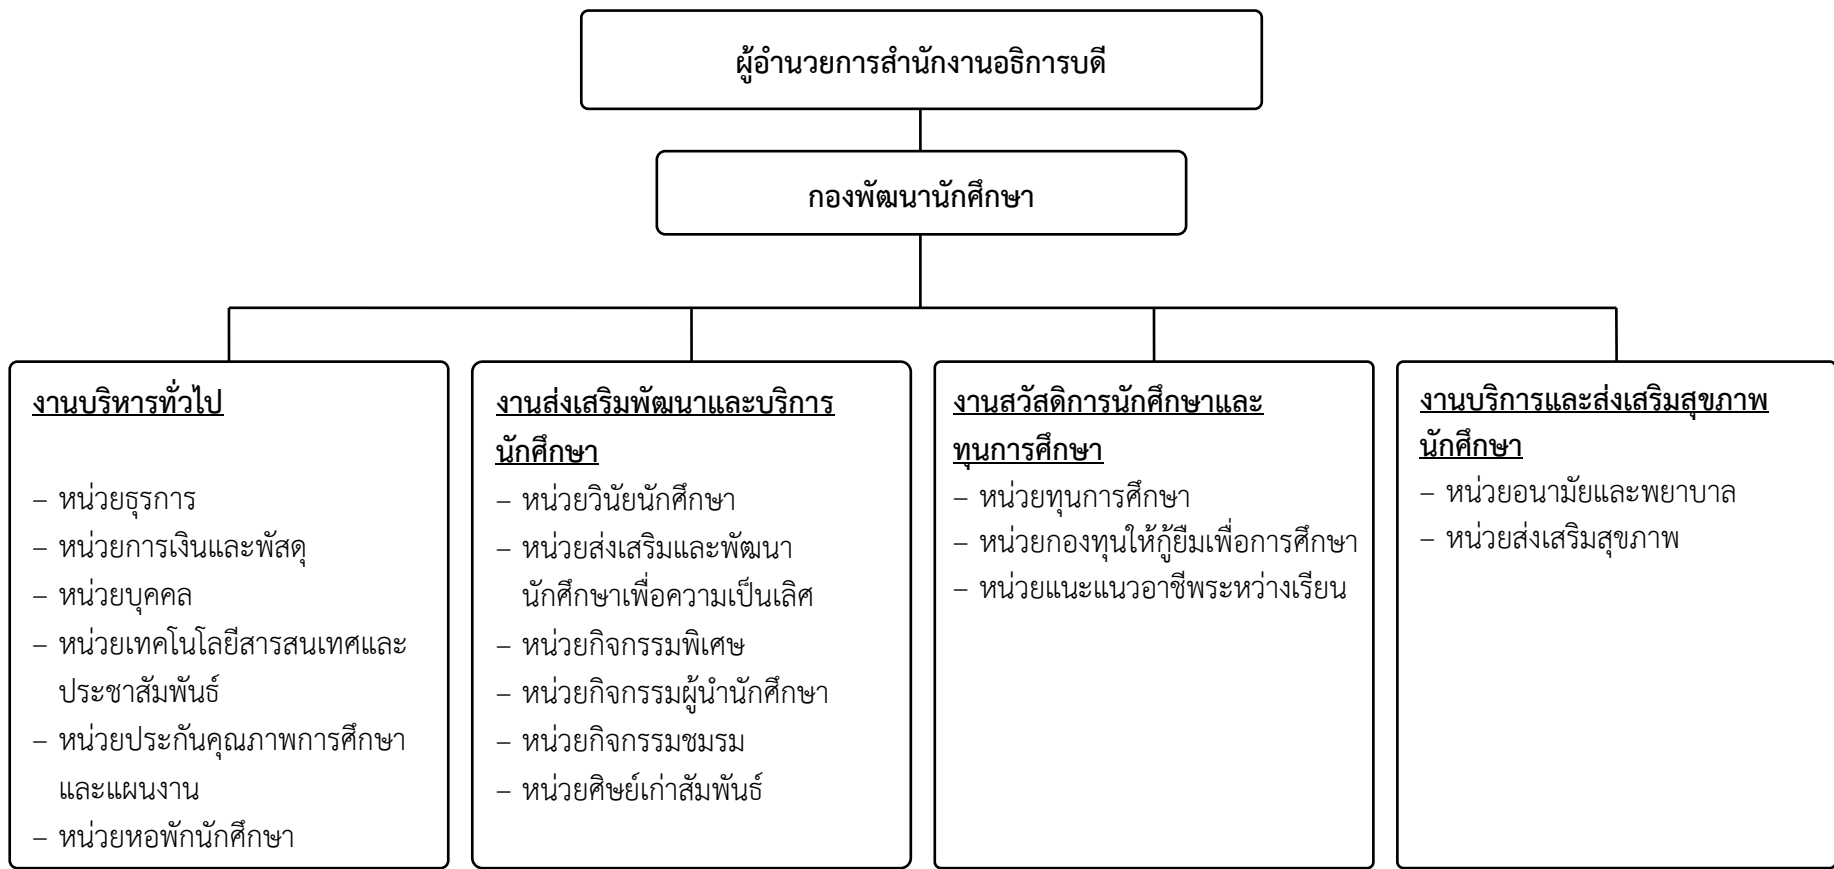 ผู้อำนวยการสำนักงานอธิการบดี
กองพัฒนานักศึกษา
งานบริหารทั่วไป
– หน่วยธุรการ
– หน่วยการเงินและพัสดุ
– หน่วยบุคคล
– หน่วยเทคโนโลยีสารสนเทศและ
ประชาสัมพันธ์
– หน่วยประกันคุณภาพการศึกษา
และแผนงาน
– หน่วยหอพักนักศึกษา
งานส่งเสริมพัฒนาและบริการ
นักศึกษา
– หน่วยวินัยนักศึกษา
– หน่วยส่งเสริมและพัฒนา
นักศึกษาเพื่อความเป็นเลิศ
– หน่วยกิจกรรมพิเศษ
– หน่วยกิจกรรมผู้นำนักศึกษา
– หน่วยกิจกรรมชมรม
– หน่วยศิษย์เก่าสัมพันธ์
งานสวัสดิการนักศึกษาและ
ทุนการศึกษา
– หน่วยทุนการศึกษา
– หน่วยกองทุนให้กู้ยืมเพื่อการศึกษา
– หน่วยแนะแนวอาชีพระหว่างเรียน
งานบริการและส่งเสริมสุขภาพ
นักศึกษา
– หน่วยอนามัยและพยาบาล
– หน่วยส่งเสริมสุขภาพ